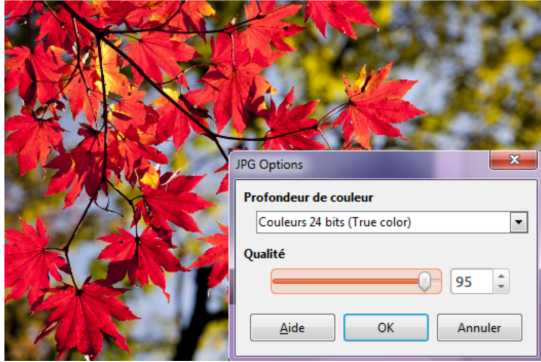 JPG Options
Profondeur de couleur
Couleurs 24 bits (True color)
Qualité
95
Aide OK Annuler